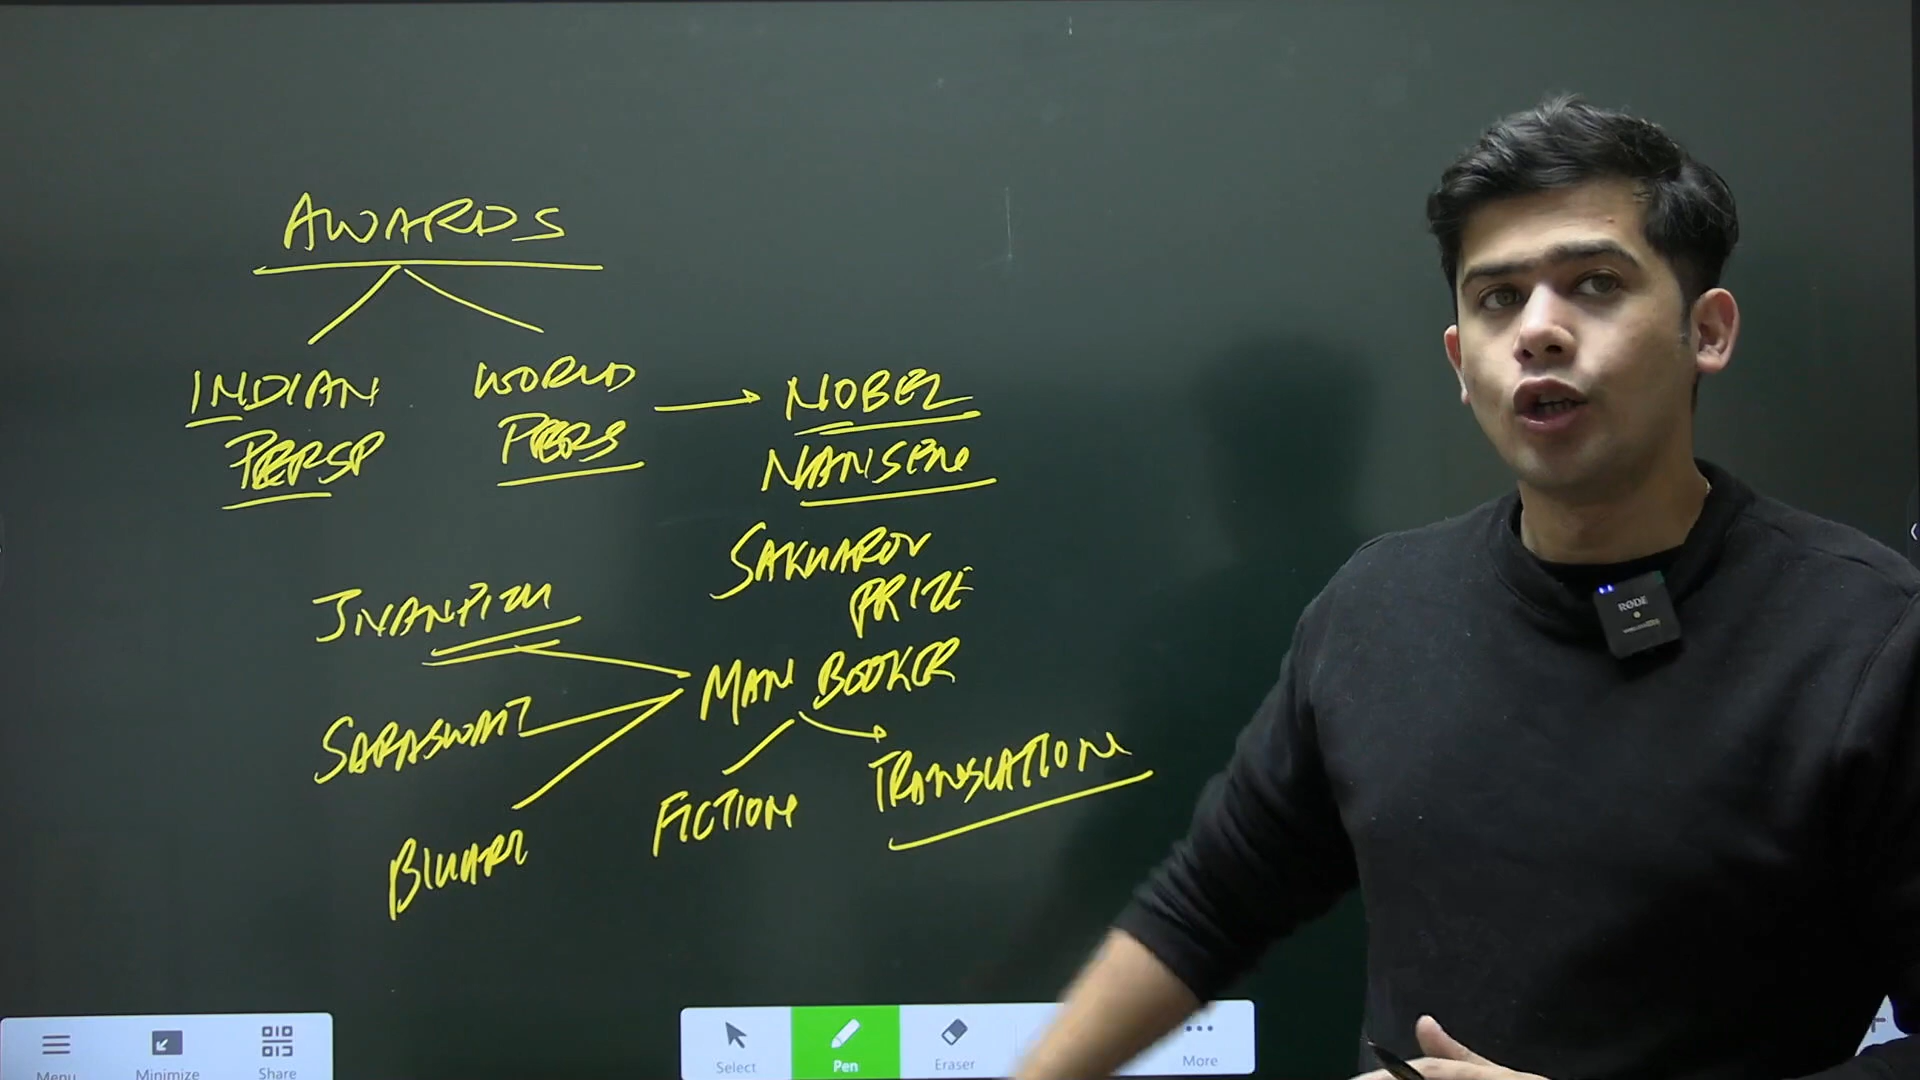 AWARDS
INDIAN
PERSP
WORLD
PERS
NOBEL
NANSEN
SAKHAROV
PRIZE
JNANPITH
MAN BOOKER
SARASWATI
FICTION
TRANSLATION
BIHARI
RODE
Menu
Minimize
Share
Select
Pen
Eraser
More